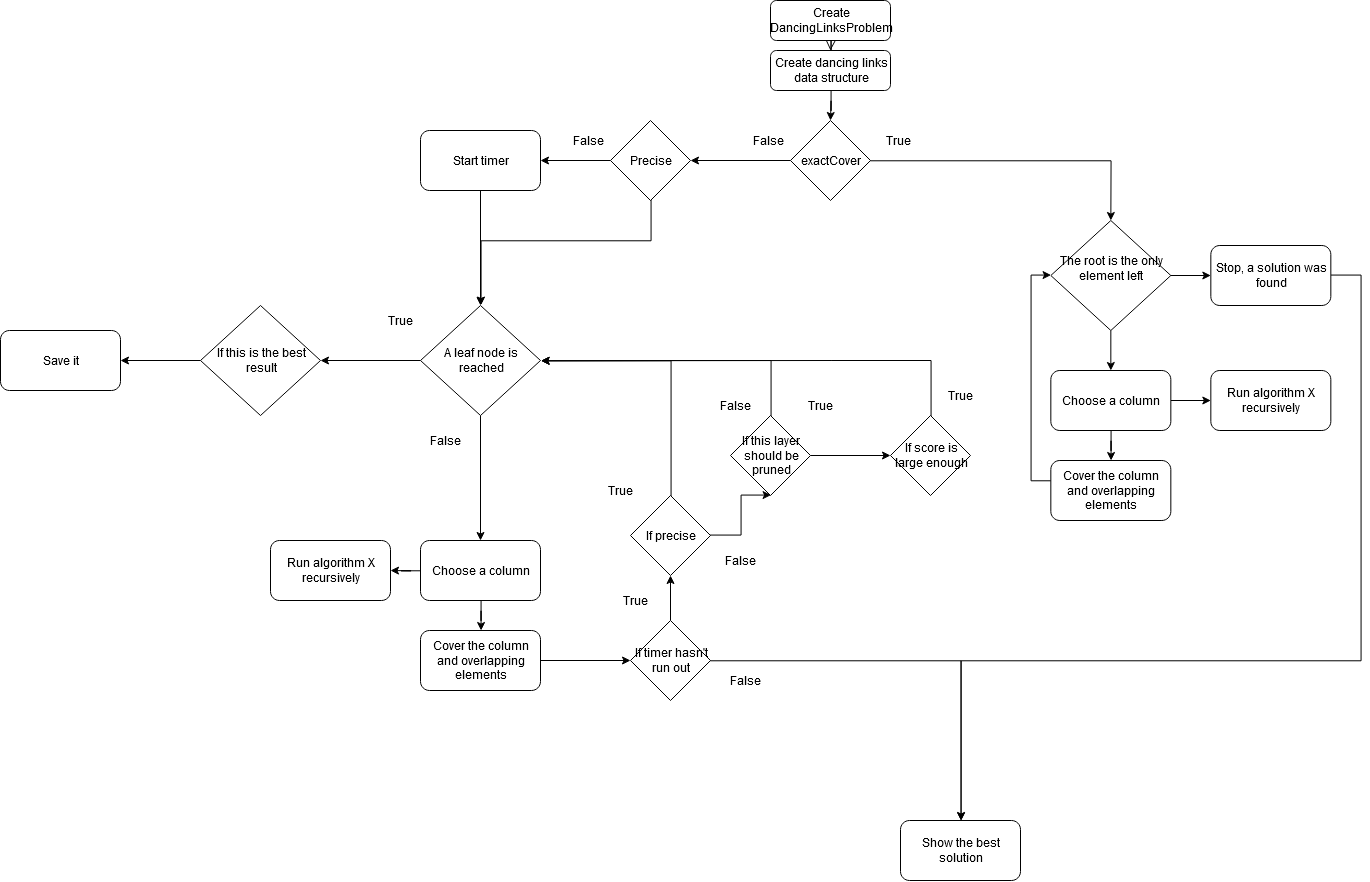 Create
DancingLinksProblem
Create dancing links
data structure
False
False
True
Start timer
Precise
exactCover
The root is the only
element left
Stop, a solution was
found
True
Save it
If this is the best
result
A leaf node is
reached
Choose a column
Run algorithm X
recursively
False
True
True
False
If this layer
should be
pruned
If score is
large enough
Cover the column
and overlapping
elements
True
If precise
False
Run algorithm X
recursively
Choose a column
True
Cover the column
and overlapping
elements
If timer hasn't
run out
False
Show the best
solution